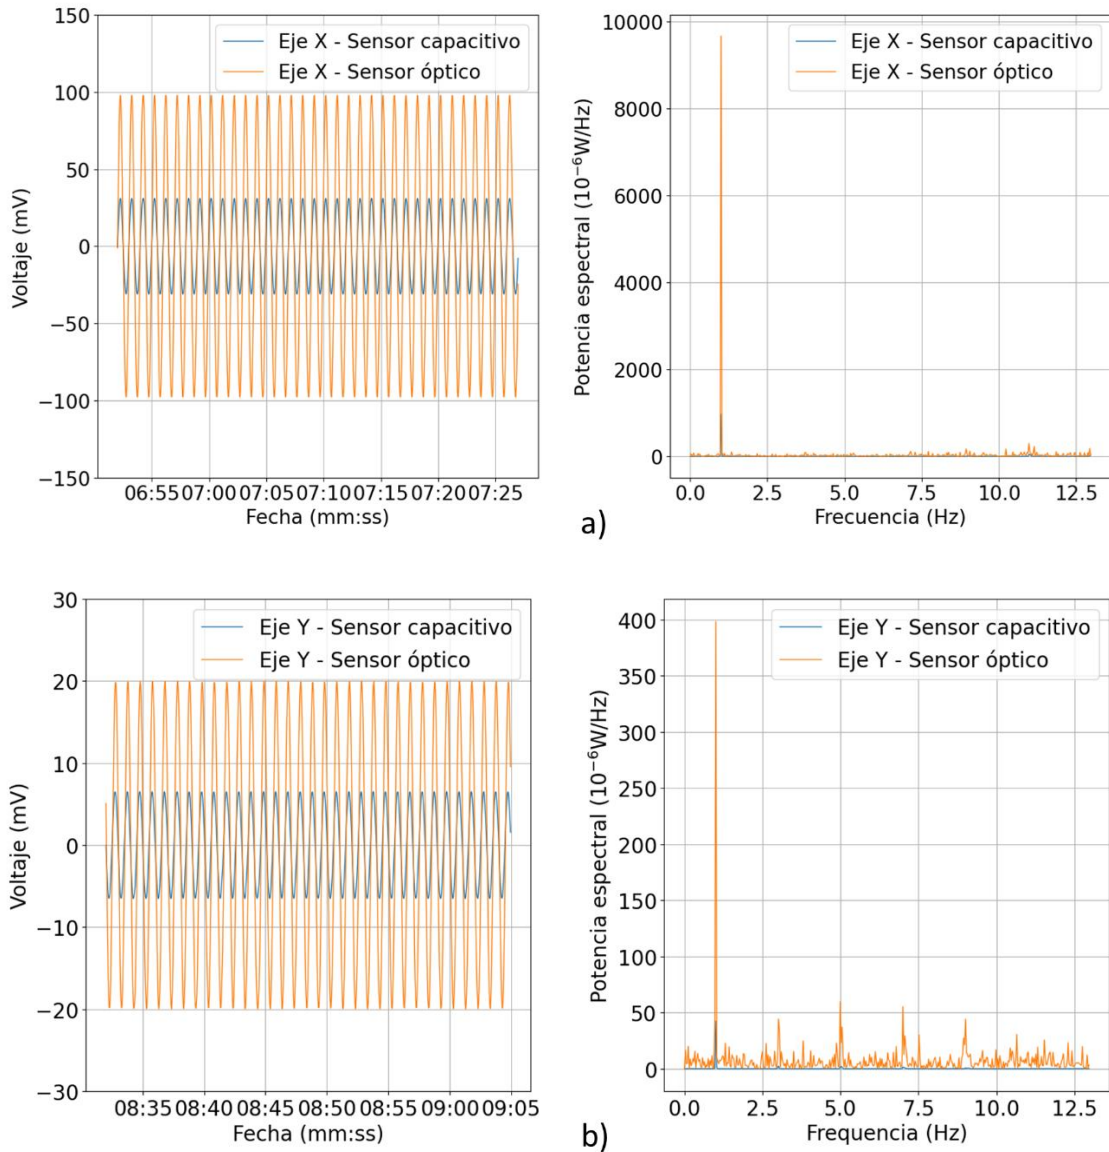 150
100
50
0
−50
−100
−150
Voltaje (mV)
Eje X - Sensor capacitivo
Eje X - Sensor óptico
06:55 07:00 07:05 07:10 07:15 07:20 07:25
Fecha (mm:ss)
10000
8000
6000
4000
2000
0
Potencia espectral (10⁻⁶W/Hz)
Eje X - Sensor capacitivo
Eje X - Sensor óptico
0.0 2.5 5.0 7.5 10.0 12.5
Frecuencia (Hz)
a)
30
20
10
0
−10
−20
−30
Voltaje (mV)
Eje Y - Sensor capacitivo
Eje Y - Sensor óptico
08:35 08:40 08:45 08:50 08:55 09:00 09:05
Fecha (mm:ss)
400
350
300
250
200
150
100
50
0
Potencia espectral (10⁻⁶W/Hz)
Eje Y - Sensor capacitivo
Eje Y - Sensor óptico
0.0 2.5 5.0 7.5 10.0 12.5
Frequencia (Hz)
b)